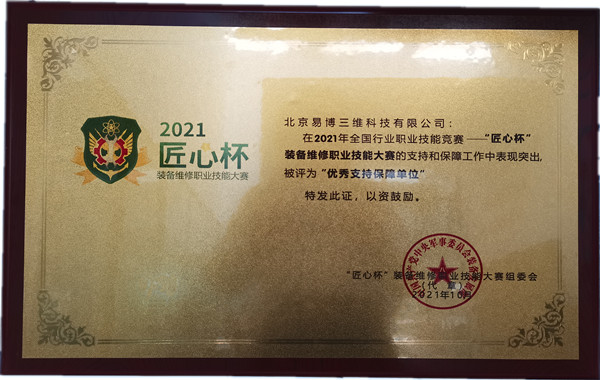 2021
匠心杯
装备维修职业技能大赛
北京易博三维科技有限公司：
在2021年全国行业职业技能竞赛——“匠心杯”
装备维修职业技能大赛的支持和保障工作中表现突出,
被评为“优秀支持保障单位”
特发此证，以资鼓励。
“匠心杯”装备维修职业技能大赛组委会
（代章）
2021年10月